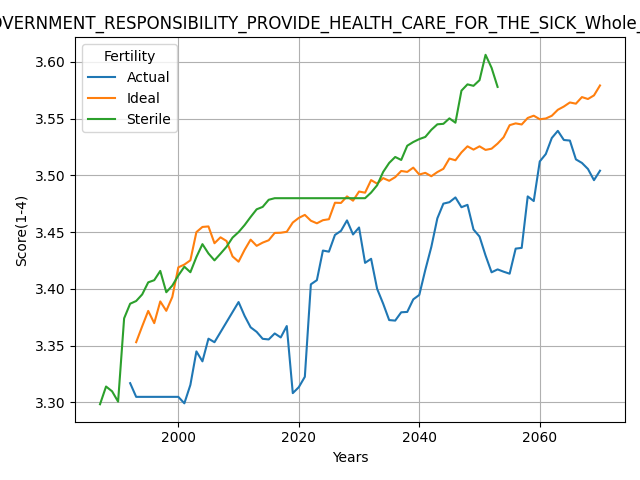 OVERNMENT_RESPONSIBILITY_PROVIDE_HEALTH_CARE_FOR_THE_SICK_Whole_
Fertility
Actual
Ideal
Sterile
3.60
3.55
3.50
3.45
3.40
3.35
3.30
Score(1-4)
2000 2020 2040 2060
Years